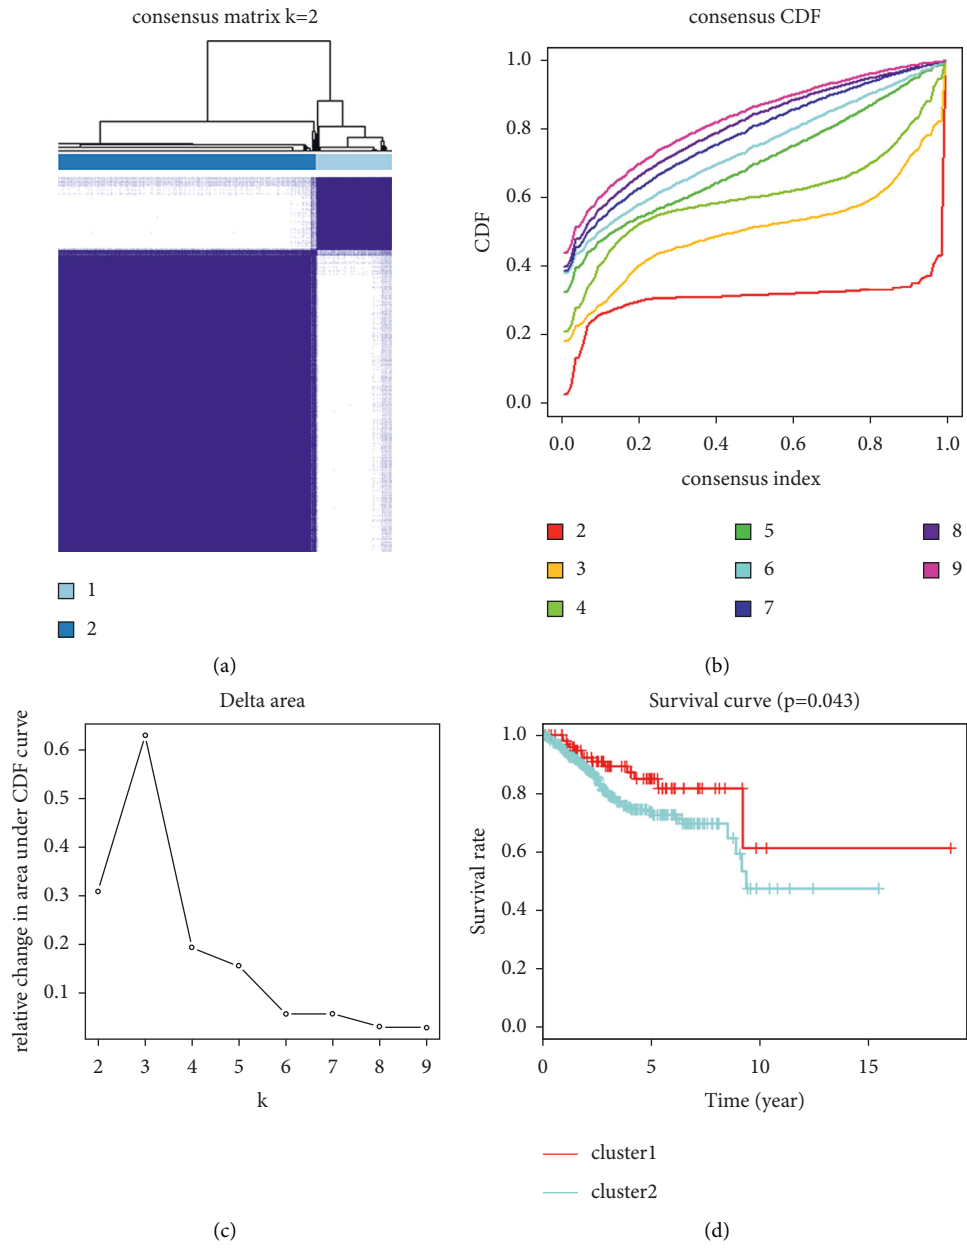 consensus matrix k=2
1
2
(a)
consensus CDF
CDF
1.0
0.8
0.6
0.4
0.2
0.0
0.0 0.2 0.4 0.6 0.8 1.0
consensus index
2 5 8
3 6 9
4 7
(b)
Delta area
relative change in area under CDF curve
0.6
0.5
0.4
0.3
0.2
0.1
2 3 4 5 6 7 8 9
k
(c)
Survival curve (p=0.043)
Survival rate
1.0
0.8
0.6
0.4
0.2
0.0
0 5 10 15
Time (year)
cluster1
cluster2
(d)